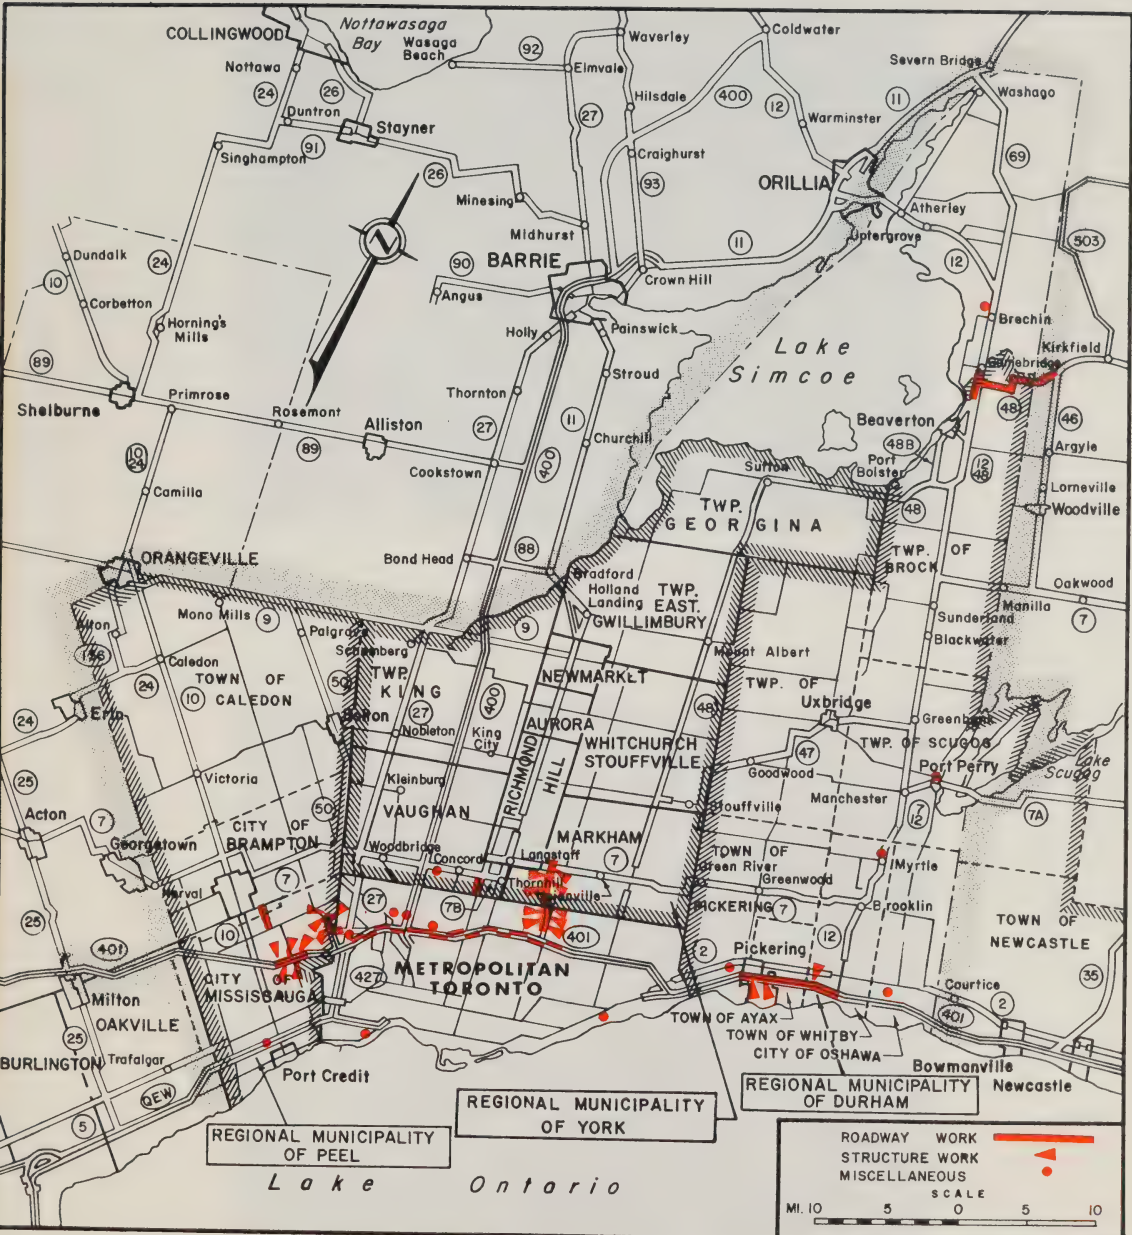 COLLINGWOOD
Nottawasaga
Bay
Wasaga
Beach
92
Waverley
Coldwater
Severn Bridge
Nottawa
24
26
Elmvale
Hilsdale
400
12
11
Washago
27
Duntron
91
Stayner
Warminster
Singhampton
26
Craighurst
93
69
ORILLIA
Minesing
Atherley
Midhurst
Uptergrove
503
Dundalk
24
N
BARRIE
11
12
10
90
Angus
Crown Hill
Corbetton
Horning's
Mills
Holly
Painswick
Brechin
Lake
Simcoe
Gamebridge
Kirkfield
89
Stroud
Shelburne
Primrose
Thornton
48
Rosemont
Alliston
27
11
Beaverton
46
89
Churchill
48B
10
24
Cookstown
400
Sutton
Port
Bolster
12
48
Argyle
Camilla
TWP.
GEORGINA
48
Lorneville
Woodville
ORANGEVILLE
Bond Head
88
TWP. OF
BROCK
Bradford
Holland
Landing
TWP.
EAST.
GWILLIMBURY
Oakwood
Mono Mills
9
Manilla
7
Alton
Palgrave
9
Sunderland
136
Schomberg
Blackwater
Caledon
Mount Albert
24
TOWN OF
CALEDON
10
50
TWP.
KING
NEWMARKET
TWP. OF
24
Erin
Bolton
27
400
48
Uxbridge
Nobleton
King
City
AURORA
Greenbank
WHITCHURCH
STOUFFVILLE
47
TWP. OF SCUGOG
25
Victoria
Kleinburg
RICHMOND
HILL
Goodwood
Port Perry
Lake
Scugog
50
Stouffville
Manchester
7
12
7A
Acton
7
VAUGHAN
CITY OF
BRAMPTON
MARKHAM
Georgetown
Woodbridge
Langstaff
7
TOWN OF
Myrtle
Concord
Green River
Norval
7
Thornhill
Greenwood
27
7B
PICKERING
7
Brooklin
25
10
TOWN OF
NEWCASTLE
401
401
2
Pickering
12
427
METROPOLITAN
TORONTO
35
CITY OF
MISSISSAUGA
Milton
Courtice
2
OAKVILLE
TOWN OF AYAX
401
25
TOWN OF WHITBY
BURLINGTON
Trafalgar
CITY OF OSHAWA
Bowmanville
Port Credit
Newcastle
QEW
REGIONAL MUNICIPALITY
OF DURHAM
5
REGIONAL MUNICIPALITY
OF YORK
REGIONAL MUNICIPALITY
OF PEEL
Lake Ontario
ROADWAY WORK
STRUCTURE WORK
MISCELLANEOUS
SCALE
MI. 10 5 0 5 10